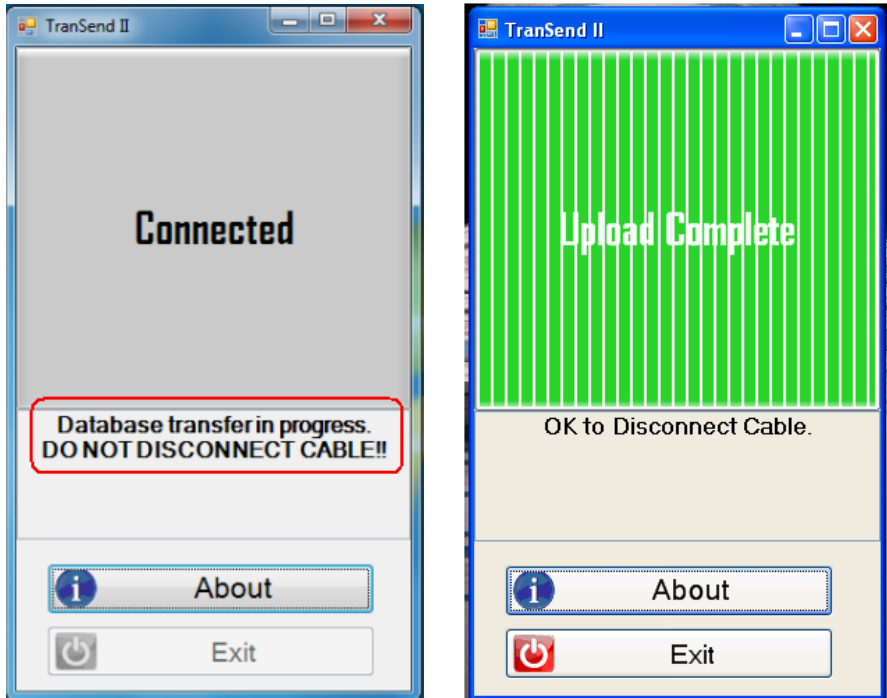 TranSend II
Connected
Database transfer in progress.
DO NOT DISCONNECT CABLE!!
About
Exit
TranSend II
Upload Complete
OK to Disconnect Cable.
About
Exit